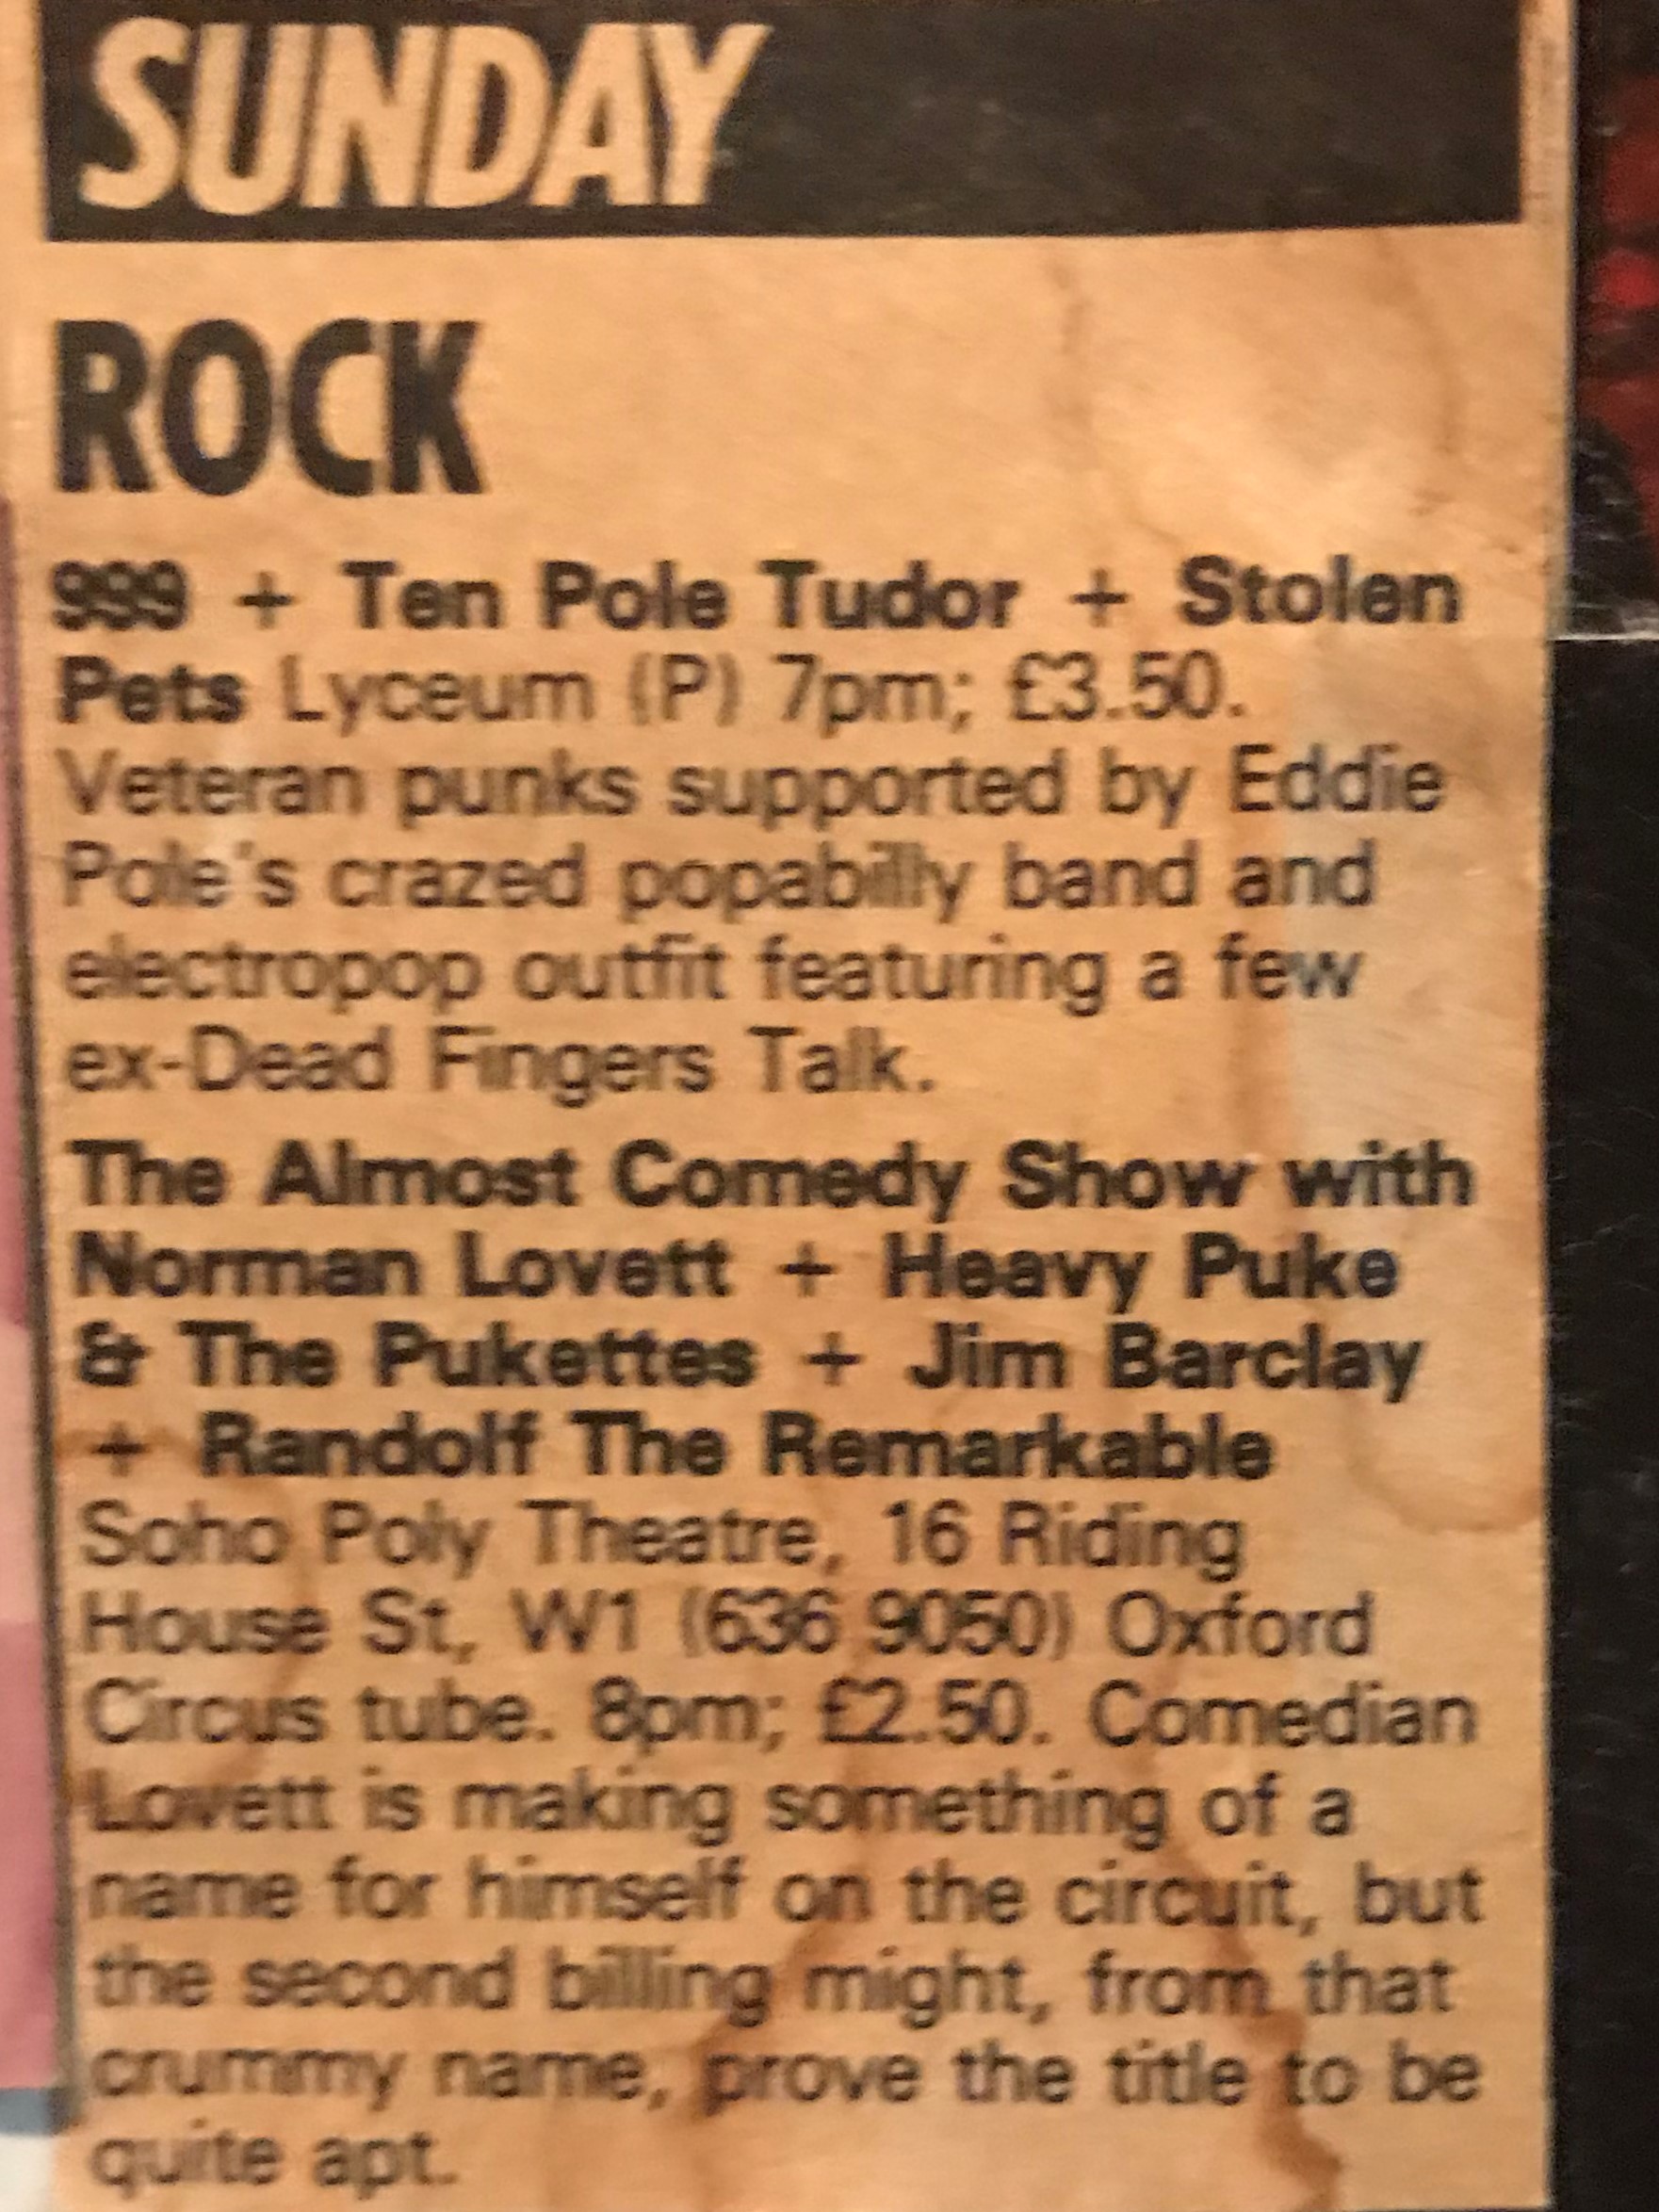 SUNDAY
ROCK
999 + Ten Pole Tudor + Stolen
Pets Lyceum (P) 7pm; £3.50.
Veteran punks supported by Eddie
Pole's crazed popabilly band and
electropop outfit featuring a few
ex-Dead Fingers Talk.
The Almost Comedy Show with
Norman Lovett + Heavy Puke
& The Pukettes + Jim Barclay
+ Randolf The Remarkable
Soho Poly Theatre, 16 Riding
House St, W1 (636 9050) Oxford
Circus tube. 8pm; £2.50. Comedian
Lovett is making something of a
name for himself on the circuit, but
the second billing might, from that
crummy name, prove the title to be
quite apt.